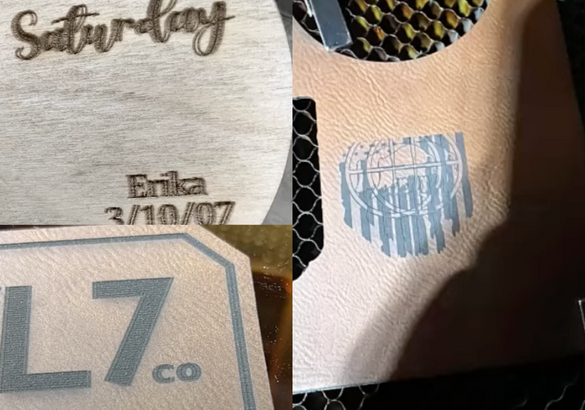 Saturday
Erika
3/10/07
L7
co